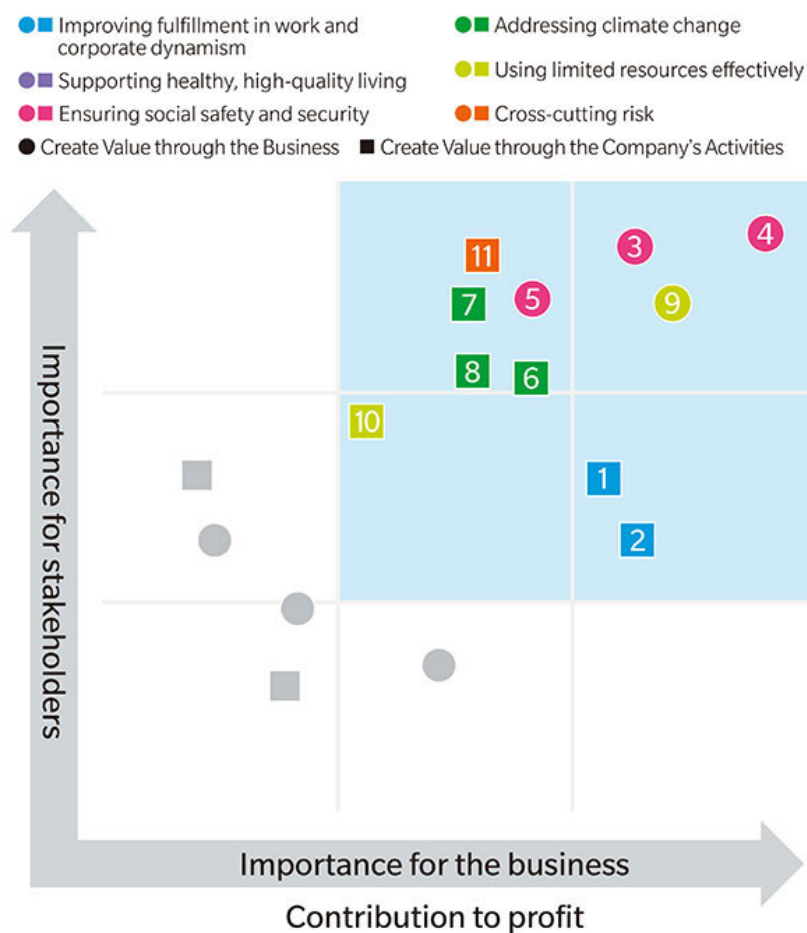 Improving fulfillment in work and
corporate dynamism
Supporting healthy, high-quality living
Ensuring social safety and security
Addressing climate change
Using limited resources effectively
Cross-cutting risk
Create Value through the Business
Create Value through the Company's Activities
Importance for stakeholders
4
3
11
7
5
9
8
6
10
1
2
Importance for the business
Contribution to profit